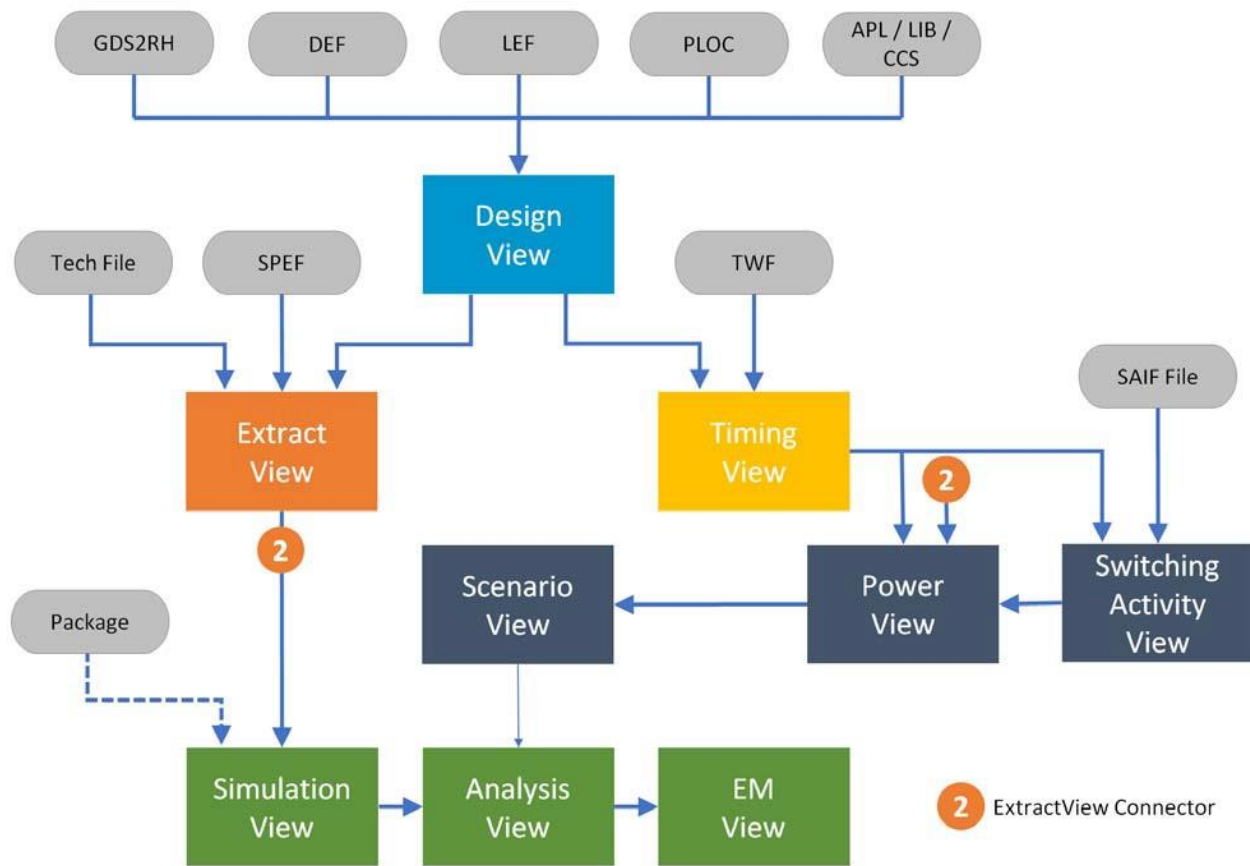 GDS2RH
DEF
LEF
PLOC
APL / LIB /
CCS
Design
View
Tech File
SPEF
TWF
SAIF File
Extract
View
Timing
View
2
2
Scenario
View
Power
View
Switching
Activity
View
Package
Simulation
View
Analysis
View
EM
View
2 ExtractView Connector